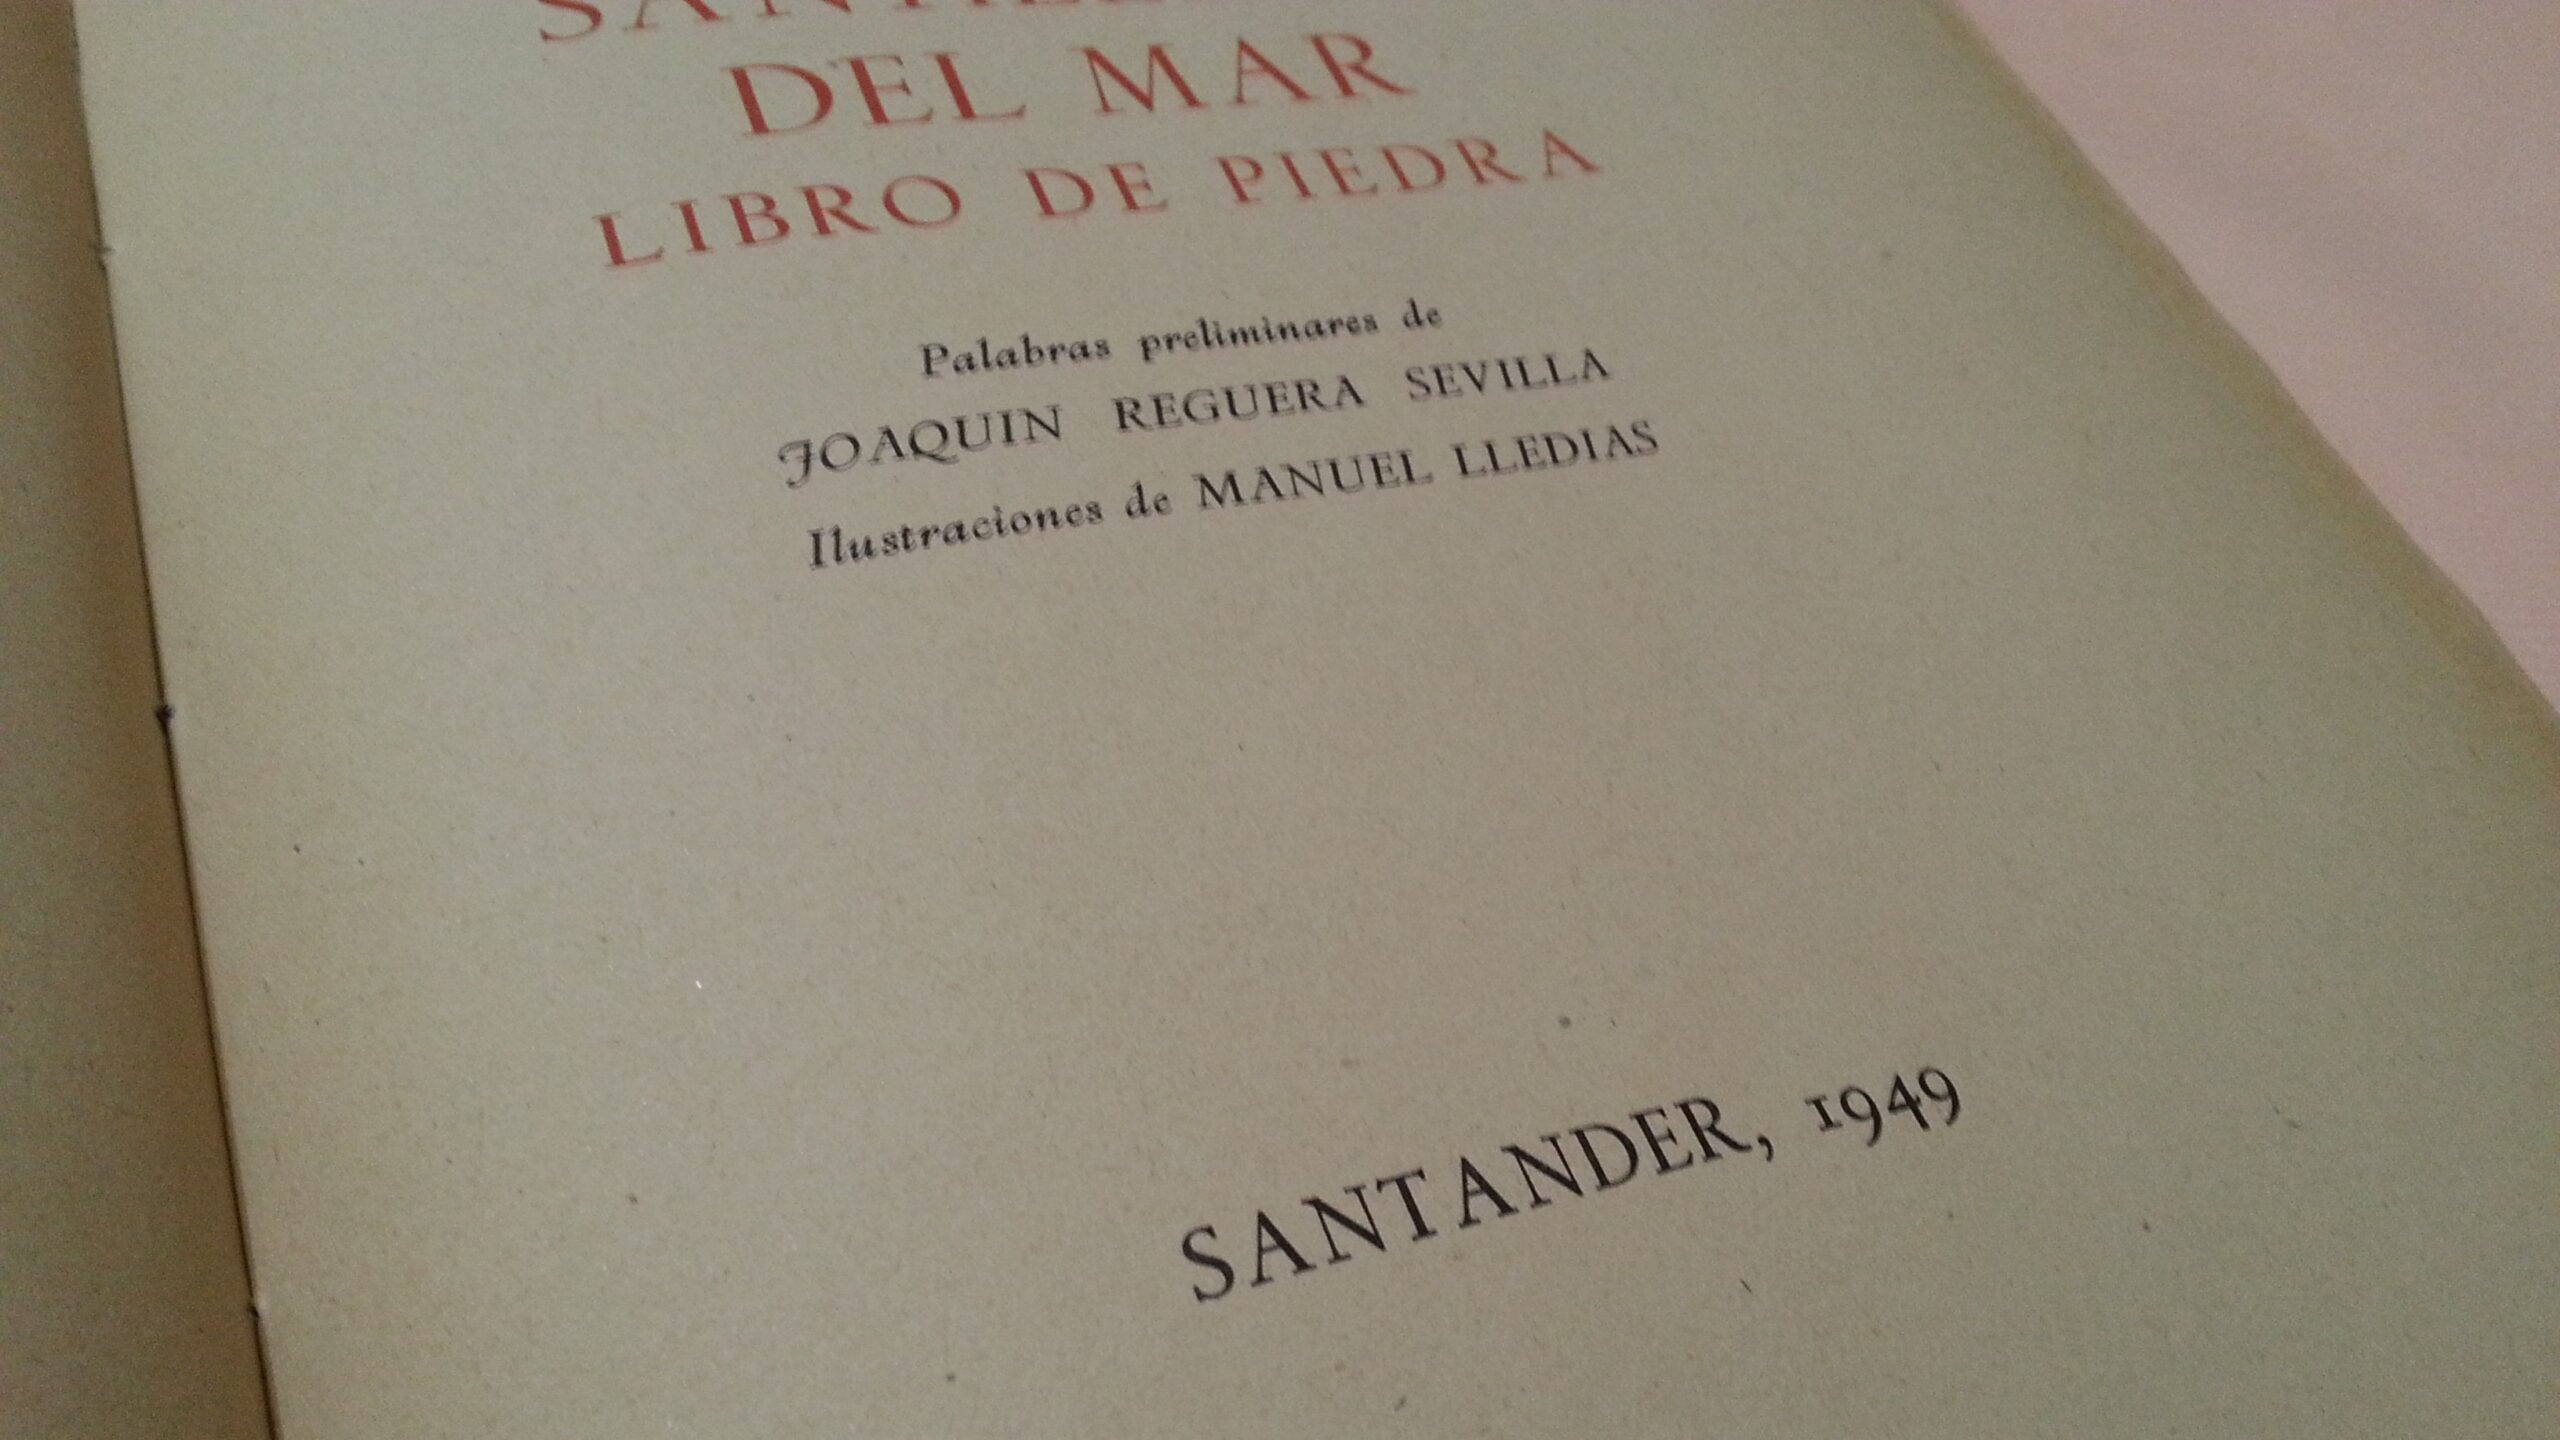 DEL MAR
LIBRO DE PIEDRA
Palabras preliminares de
JOAQUIN REGUERA SEVILLA
Ilustraciones de MANUEL LLEDIAS
SANTANDER, 1949